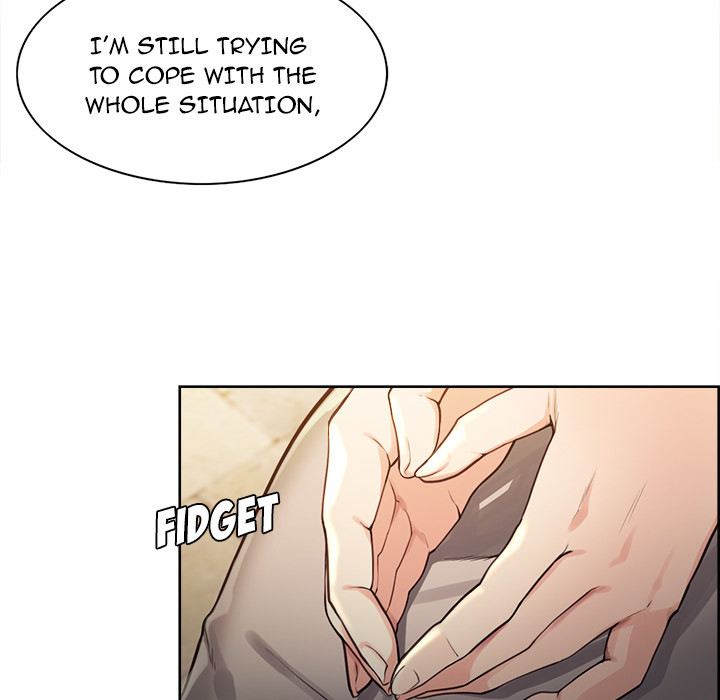 I'M STILL TRYING
TO COPE WITH THE
WHOLE SITUATION,
FIDGET